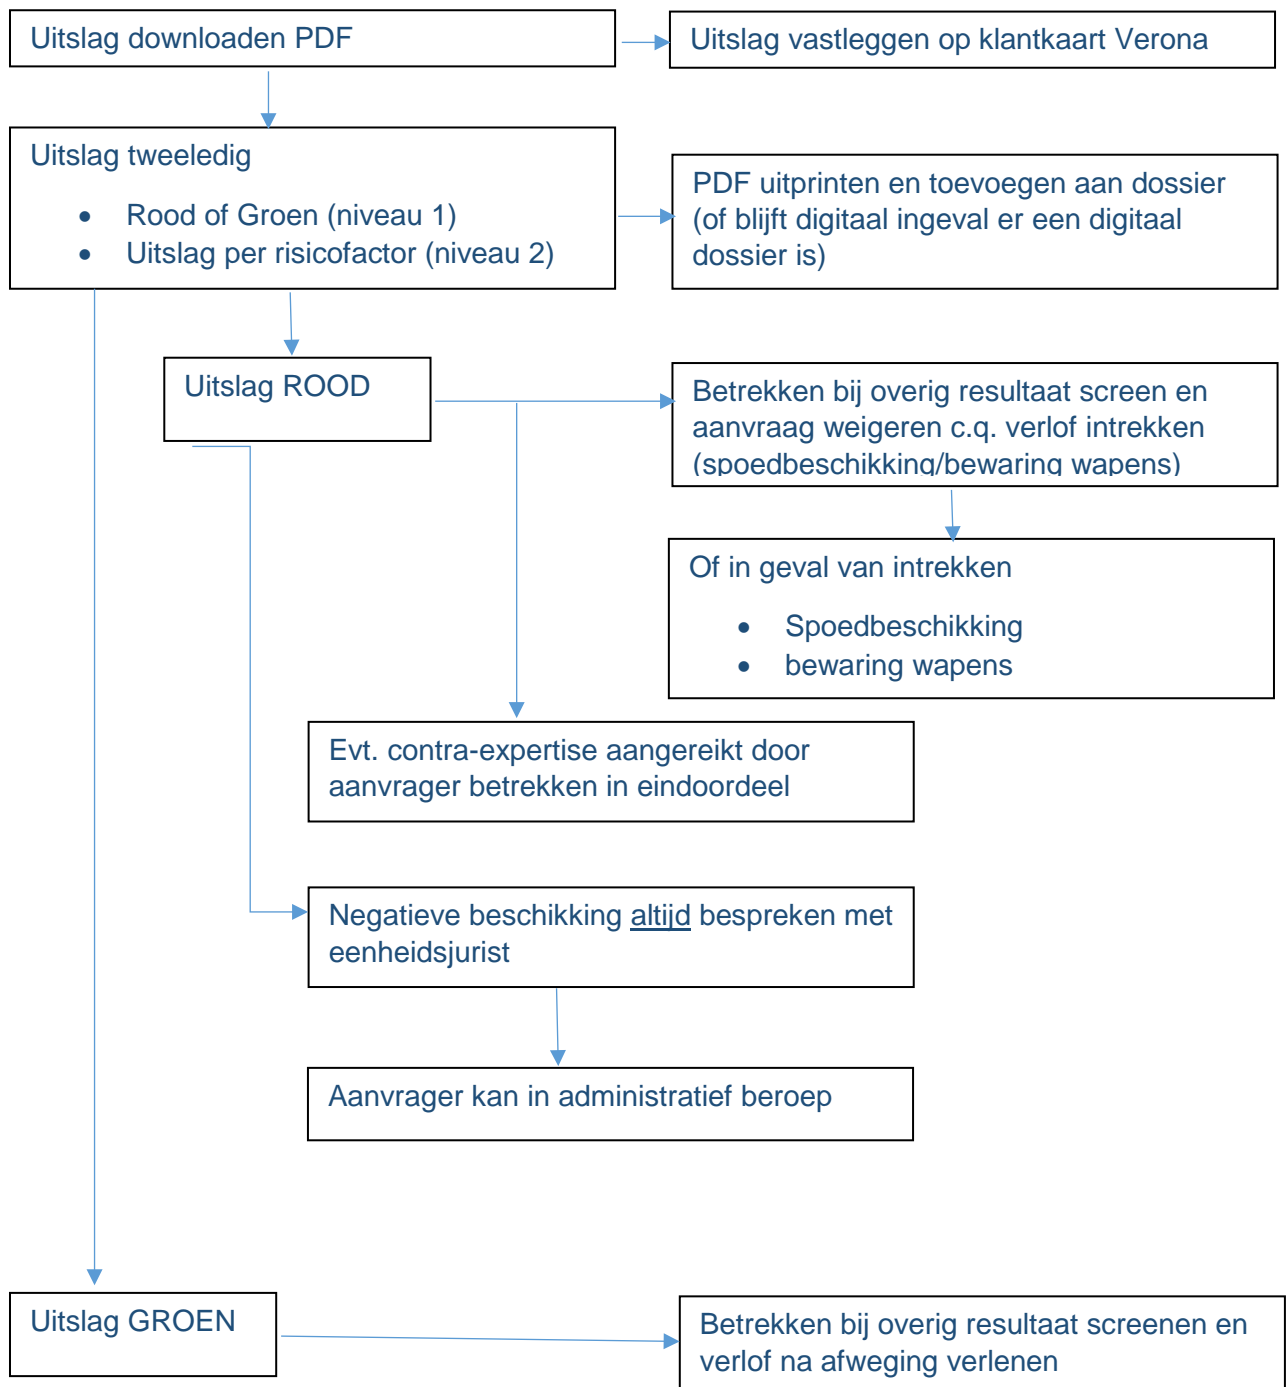 Uitslag downloaden PDF
Uitslag vastleggen op klantkaart Verona
Uitslag tweeledig
• Rood of Groen (niveau 1)
• Uitslag per risicofactor (niveau 2)
PDF uitprinten en toevoegen aan dossier
(of blijft digitaal ingeval er een digitaal
dossier is)
Uitslag ROOD
Betrekken bij overig resultaat screen en
aanvraag weigeren c.q. verlof intrekken
(spoedbeschikking/bewaring wapens)
Of in geval van intrekken
• Spoedbeschikking
• bewaring wapens
Evt. contra-expertise aangereikt door
aanvrager betrekken in eindoordeel
Negatieve beschikking altijd bespreken met
eenheidsjurist
Aanvrager kan in administratief beroep
Uitslag GROEN
Betrekken bij overig resultaat screenen en
verlof na afweging verlenen